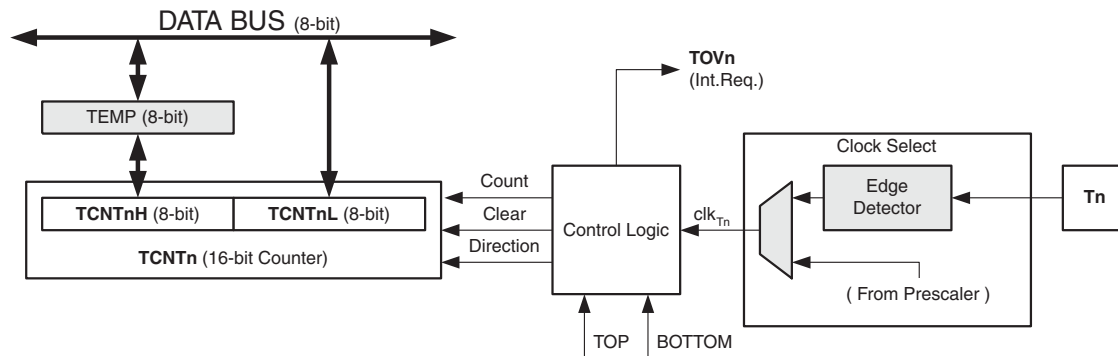 DATA BUS (8-bit)
TOVn
(Int.Req.)
TEMP (8-bit)
Clock Select
Count
Edge
Detector
Tn
TCNTnH (8-bit) TCNTnL (8-bit)
Clear
Control Logic
clkTn
TCNTn (16-bit Counter)
Direction
( From Prescaler )
TOP
BOTTOM